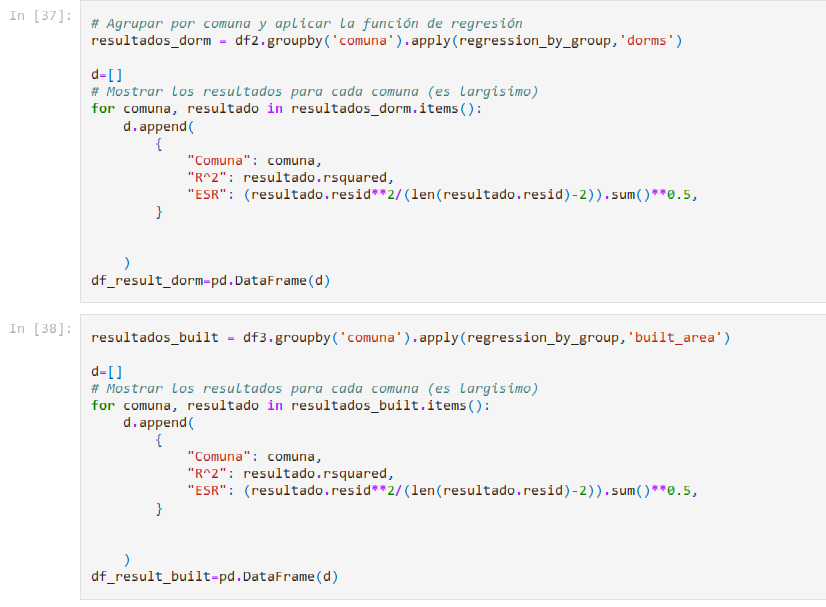 In [37]:
# Agrupar por comuna y aplicar la función de regresión
resultados_dorm = df2.groupby('comuna').apply(regression_by_group,'dorms')
d=[]
# Mostrar los resultados para cada comuna (es largisimo)
for comuna, resultado in resultados_dorm.items():
    d.append(
        {
            "Comuna": comuna,
            "R^2": resultado.rsquared,
            "ESR": (resultado.resid**2/(len(resultado.resid)-2)).sum()**0.5,
        }
    )
df_result_dorm=pd.DataFrame(d)
In [38]:
resultados_built = df3.groupby('comuna').apply(regression_by_group,'built_area')
d=[]
# Mostrar los resultados para cada comuna (es largisimo)
for comuna, resultado in resultados_built.items():
    d.append(
        {
            "Comuna": comuna,
            "R^2": resultado.rsquared,
            "ESR": (resultado.resid**2/(len(resultado.resid)-2)).sum()**0.5,
        }
    )
df_result_built=pd.DataFrame(d)